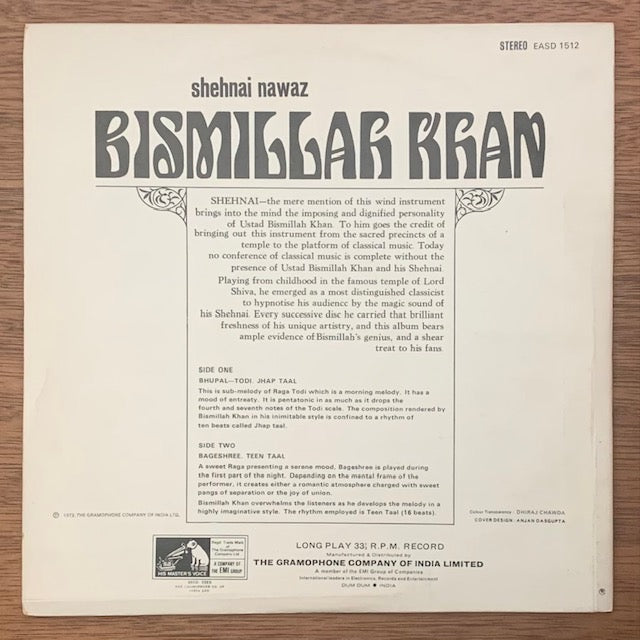 STEREO EASD 1512
shehnai nawaz
BISMILLAH KHAN
SHEHNAI—the mere mention of this wind instrument
brings into the mind the imposing and dignified personality
of Ustad Bismillah Khan. To him goes the credit of
bringing out this instrument from the sacred precincts of a
temple to the platform of classical music. Today
no conference of classical music is complete without the
presence of Ustad Bismillah Khan and his Shehnai.
Playing from childhood in the famous temple of Lord
Shiva, he emerged as a most distinguished classicist
to hypnotise his audience by the magic sound of
his Shehnai. Every successive disc he carried that brilliant
freshness of his unique artistry, and this album bears
ample evidence of Bismillah's genius, and a shear
treat to his fans.
SIDE ONE
BHUPAL—TODI. JHAP TAAL
This is sub-melody of Raga Todi which is a morning melody. It has a
mood of entreaty. It is pentatonic in as much as it drops the
fourth and seventh notes of the Todi scale. The composition rendered by
Bismillah Khan in his inimitable style is confined to a rhythm of
ten beats called Jhap taal.
SIDE TWO
BAGESHREE. TEEN TAAL
A sweet Raga presenting a serene mood. Bageshree is played during
the first part of the night. Depending on the mental frame of the
performer, it creates either a romantic atmosphere charged with sweet
pangs of separation or the joy of union.
Bismillah Khan overwhelms the listeners as he develops the melody in a
highly imaginative style. The rhythm employed is Teen Taal (16 beats).
Colour Transparency : DHIRAJ CHAWDA
COVER DESIGN : ANJAN DASGUPTA
℗ 1973 THE GRAMOPHONE COMPANY OF INDIA LTD.
HIS MASTER'S VOICE
Regd. Trade Mark
of The
Gramophone
Company Ltd
A COMPANY OF
THE EMI GROUP
LONG PLAY 33⅓ R.P.M. RECORD
Manufactured & Distributed by
THE GRAMOPHONE COMPANY OF INDIA LIMITED
A member of the EMI Group of Companies
International leaders in Electronics, Records and Entertainment
DUM DUM ● INDIA